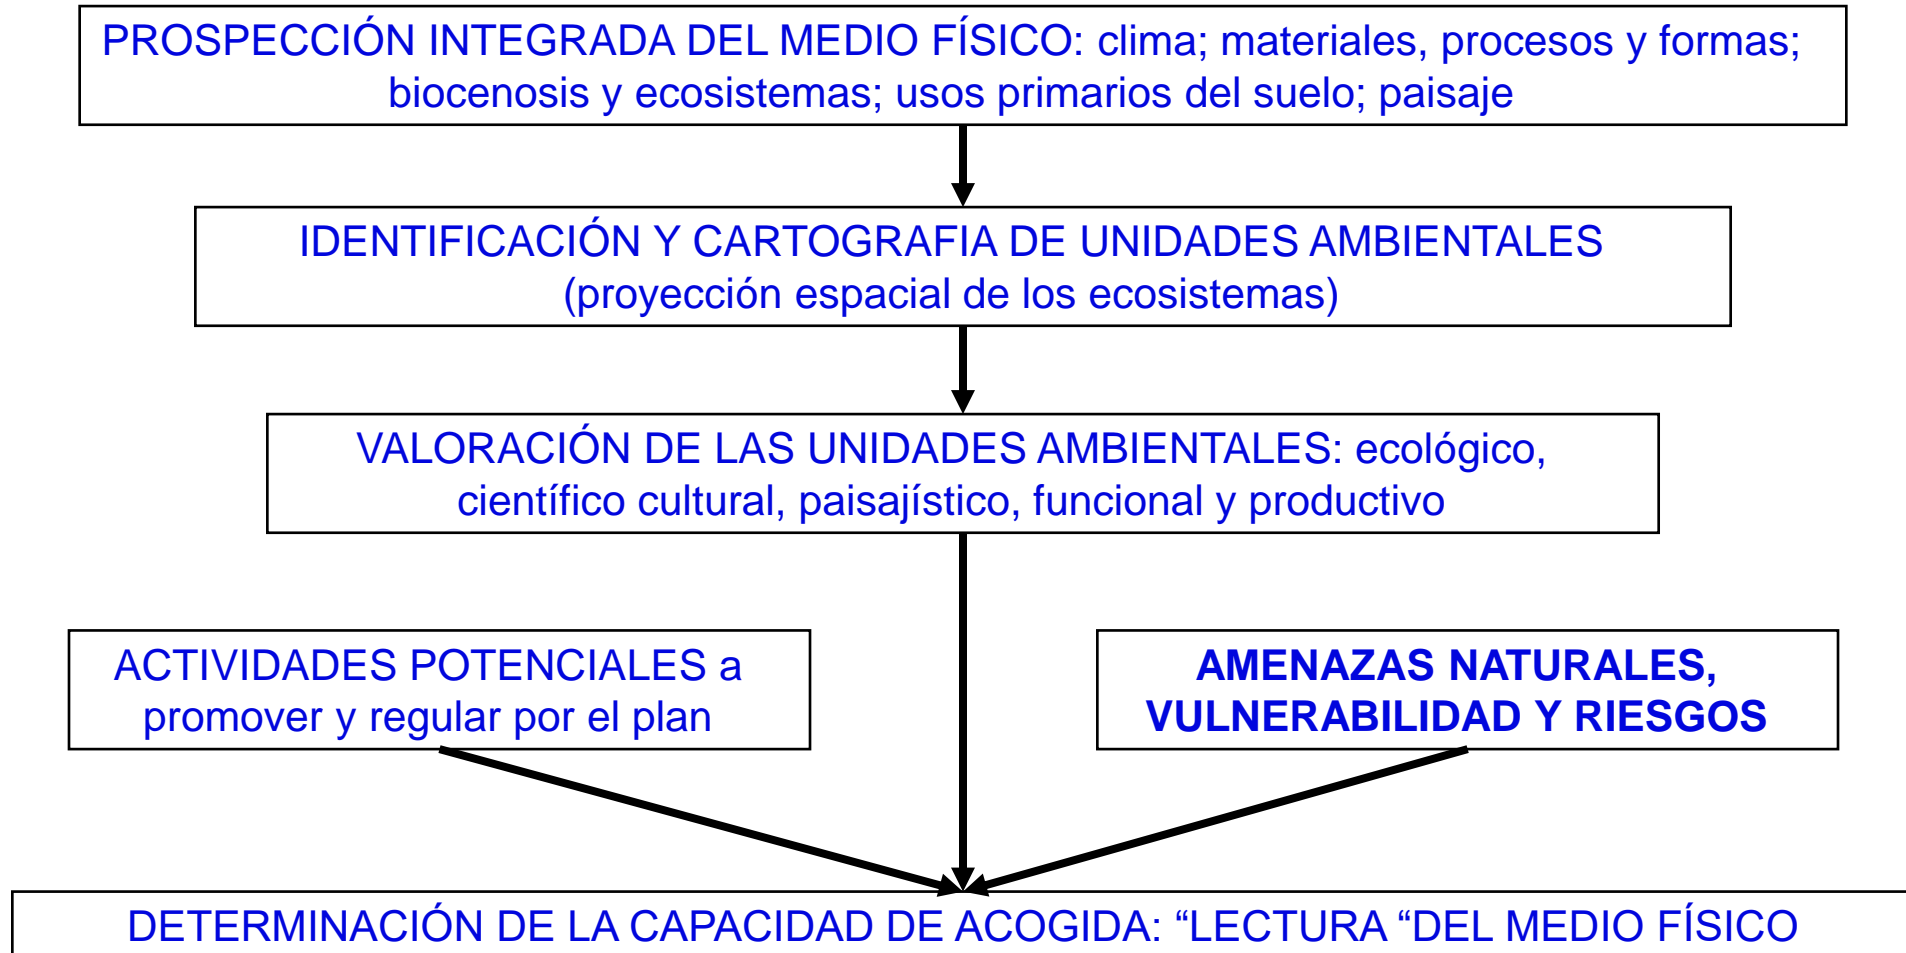 PROSPECCIÓN INTEGRADA DEL MEDIO FÍSICO: clima; materiales, procesos y formas;
biocenosis y ecosistemas; usos primarios del suelo; paisaje
IDENTIFICACIÓN Y CARTOGRAFIA DE UNIDADES AMBIENTALES
(proyección espacial de los ecosistemas)
VALORACIÓN DE LAS UNIDADES AMBIENTALES: ecológico,
científico cultural, paisajístico, funcional y productivo
ACTIVIDADES POTENCIALES a
promover y regular por el plan
AMENAZAS NATURALES,
VULNERABILIDAD Y RIESGOS
DETERMINACIÓN DE LA CAPACIDAD DE ACOGIDA: “LECTURA “DEL MEDIO FÍSICO